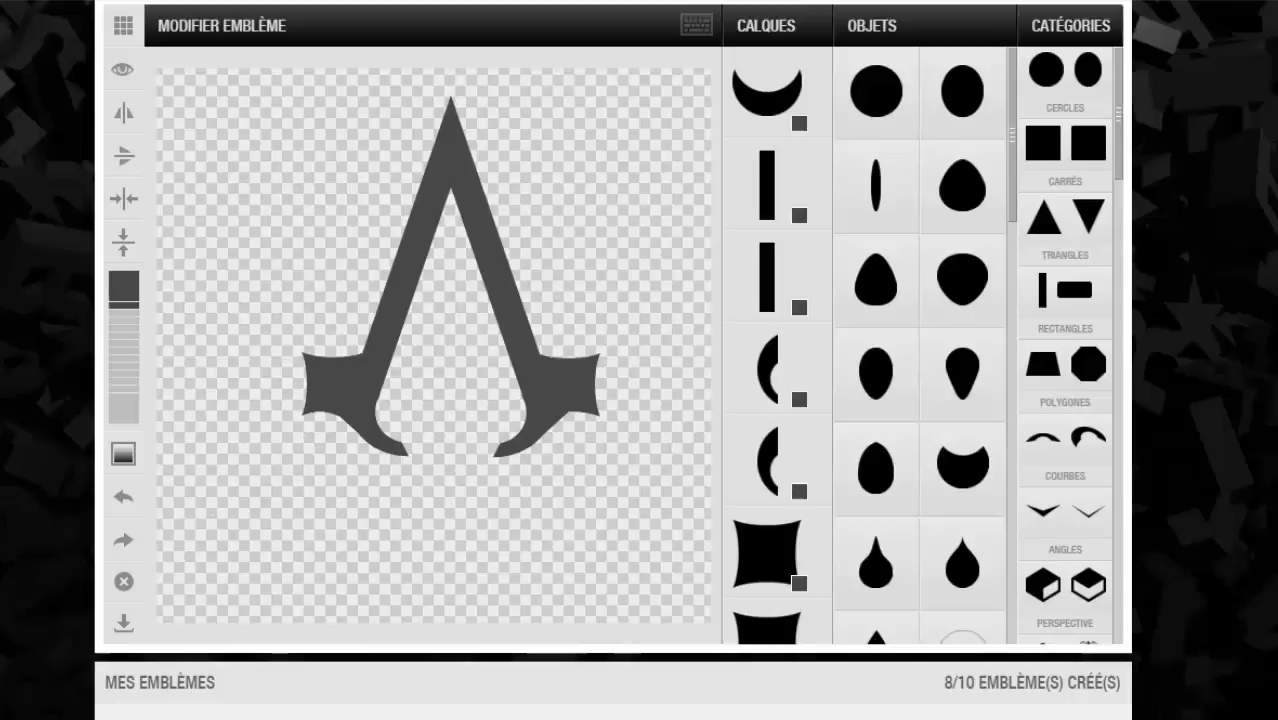 MODIFIER EMBLÈME
CALQUES
OBJETS
CATÉGORIES
CERCLES
CARRÉS
TRIANGLES
RECTANGLES
POLYGONES
COURBES
ANGLES
PERSPECTIVE
MES EMBLÈMES
8/10 EMBLÈME(S) CRÉÉ(S)